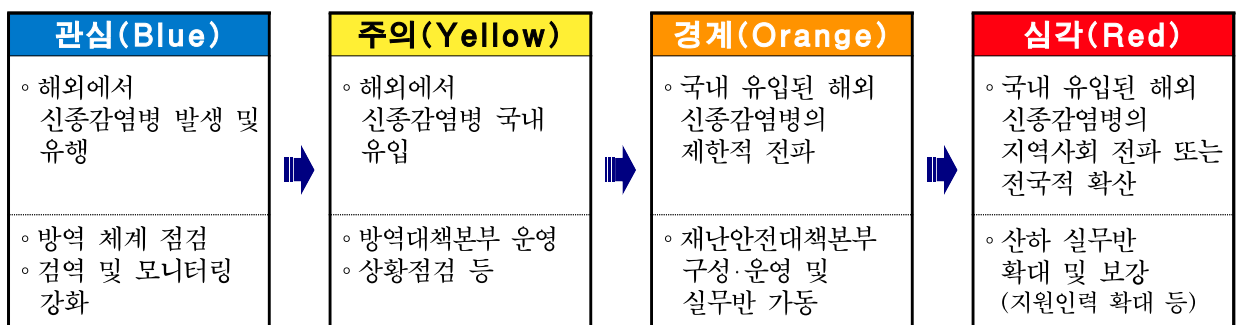 관심(Blue)
◦ 해외에서
신종감염병 발생 및
유행
◦ 방역 체계 점검
◦ 검역 및 모니터링
강화
주의(Yellow)
◦ 해외에서
신종감염병 국내
유입
◦ 방역대책본부 운영
◦ 상황점검 등
경계(Orange)
◦ 국내 유입된 해외
신종감염병의
제한적 전파
◦ 재난안전대책본부
구성·운영 및
실무반 가동
심각(Red)
◦ 국내 유입된 해외
신종감염병의
지역사회 전파 또는
전국적 확산
◦ 산하 실무반
확대 및 보강
(지원인력 확대 등)